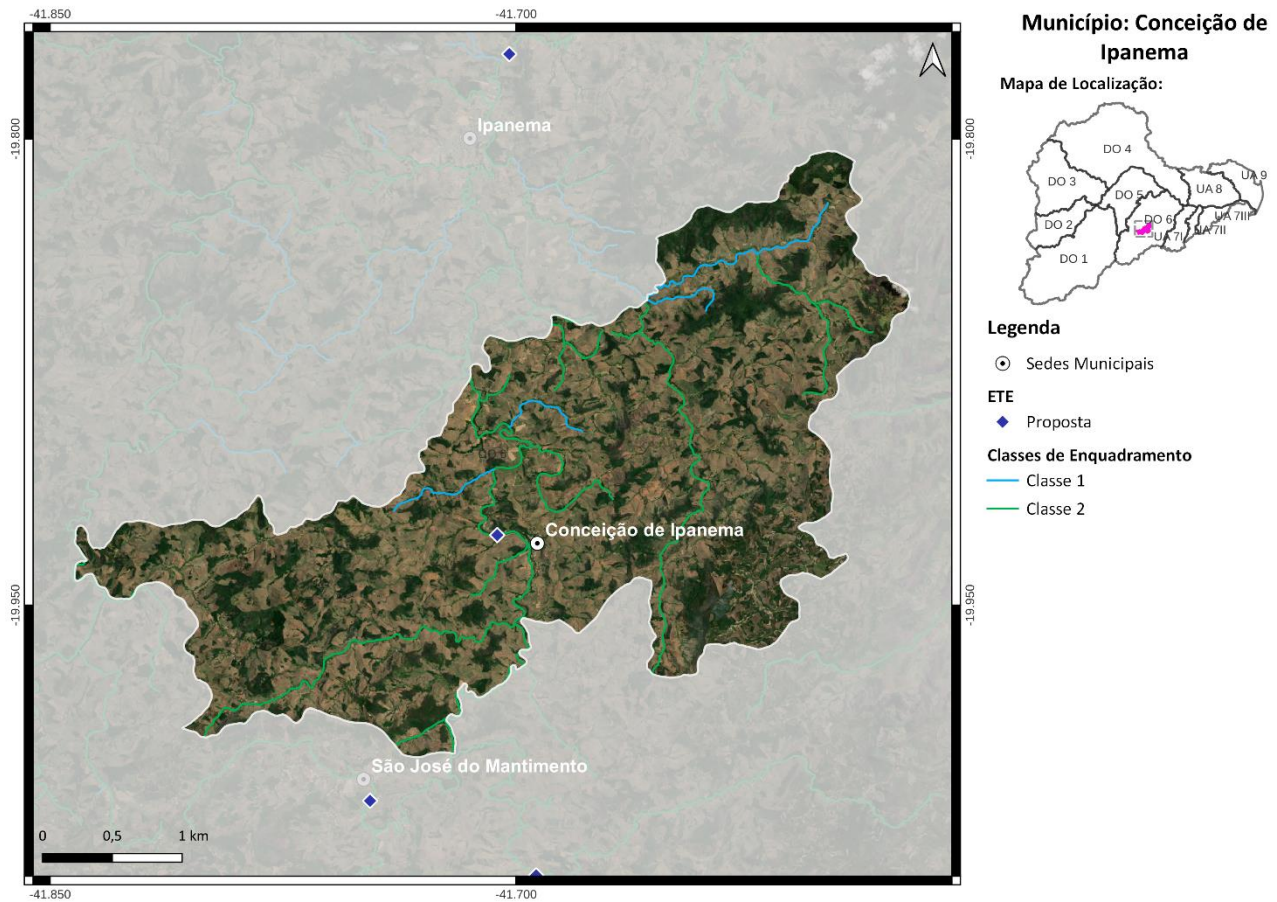 -41.850
-41.700
Município: Conceição de
Ipanema
Mapa de Localização:
DO 4
DO 3
DO 5
UA 8
UA 9
DO 2
DO 6
UA 7III
UA 7II
UA 7I
DO 1
Legenda
Sedes Municipais
ETE
Proposta
Classes de Enquadramento
Classe 1
Classe 2
-19.800
-19.800
Ipanema
Conceição de Ipanema
-19.950
-19.950
São José do Mantimento
0 0,5 1 km
-41.850
-41.700